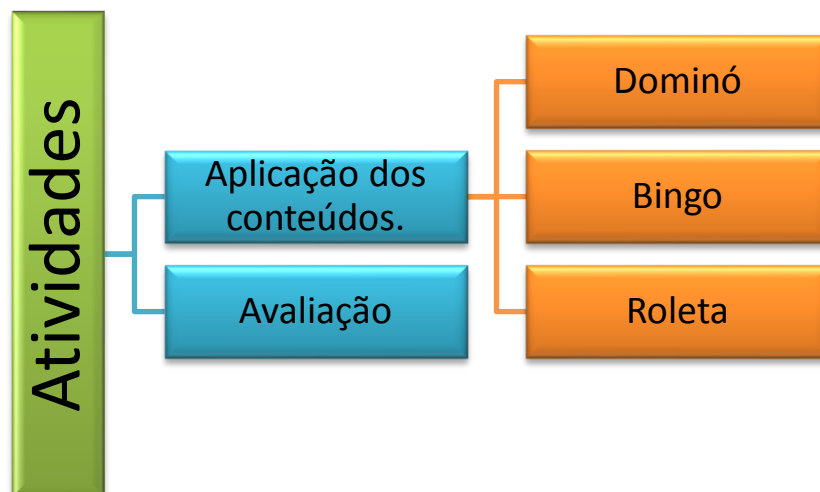 Atividades
Aplicação dos
conteúdos.
Avaliação
Dominó
Bingo
Roleta